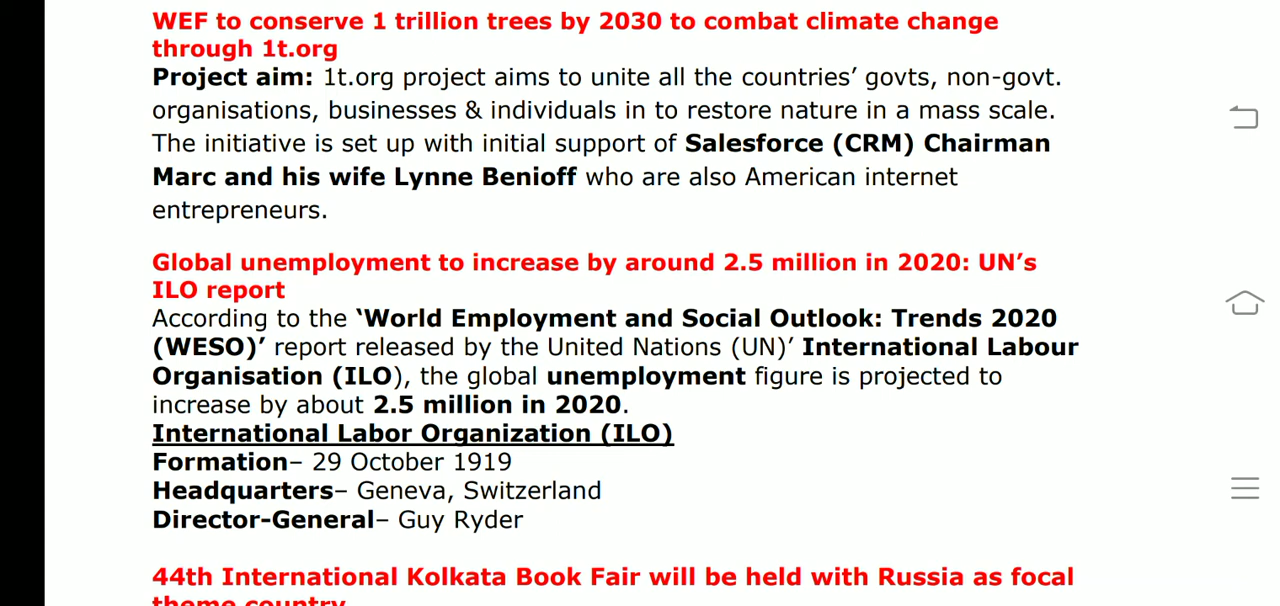 WEF to conserve 1 trillion trees by 2030 to combat climate change
through 1t.org
Project aim: 1t.org project aims to unite all the countries’ govts, non-govt.
organisations, businesses & individuals in to restore nature in a mass scale.
The initiative is set up with initial support of Salesforce (CRM) Chairman
Marc and his wife Lynne Benioff who are also American internet
entrepreneurs.
Global unemployment to increase by around 2.5 million in 2020: UN’s
ILO report
According to the ‘World Employment and Social Outlook: Trends 2020
(WESO)’ report released by the United Nations (UN)’ International Labour
Organisation (ILO), the global unemployment figure is projected to
increase by about 2.5 million in 2020.
International Labor Organization (ILO)
Formation– 29 October 1919
Headquarters– Geneva, Switzerland
Director-General– Guy Ryder
44th International Kolkata Book Fair will be held with Russia as focal
theme country